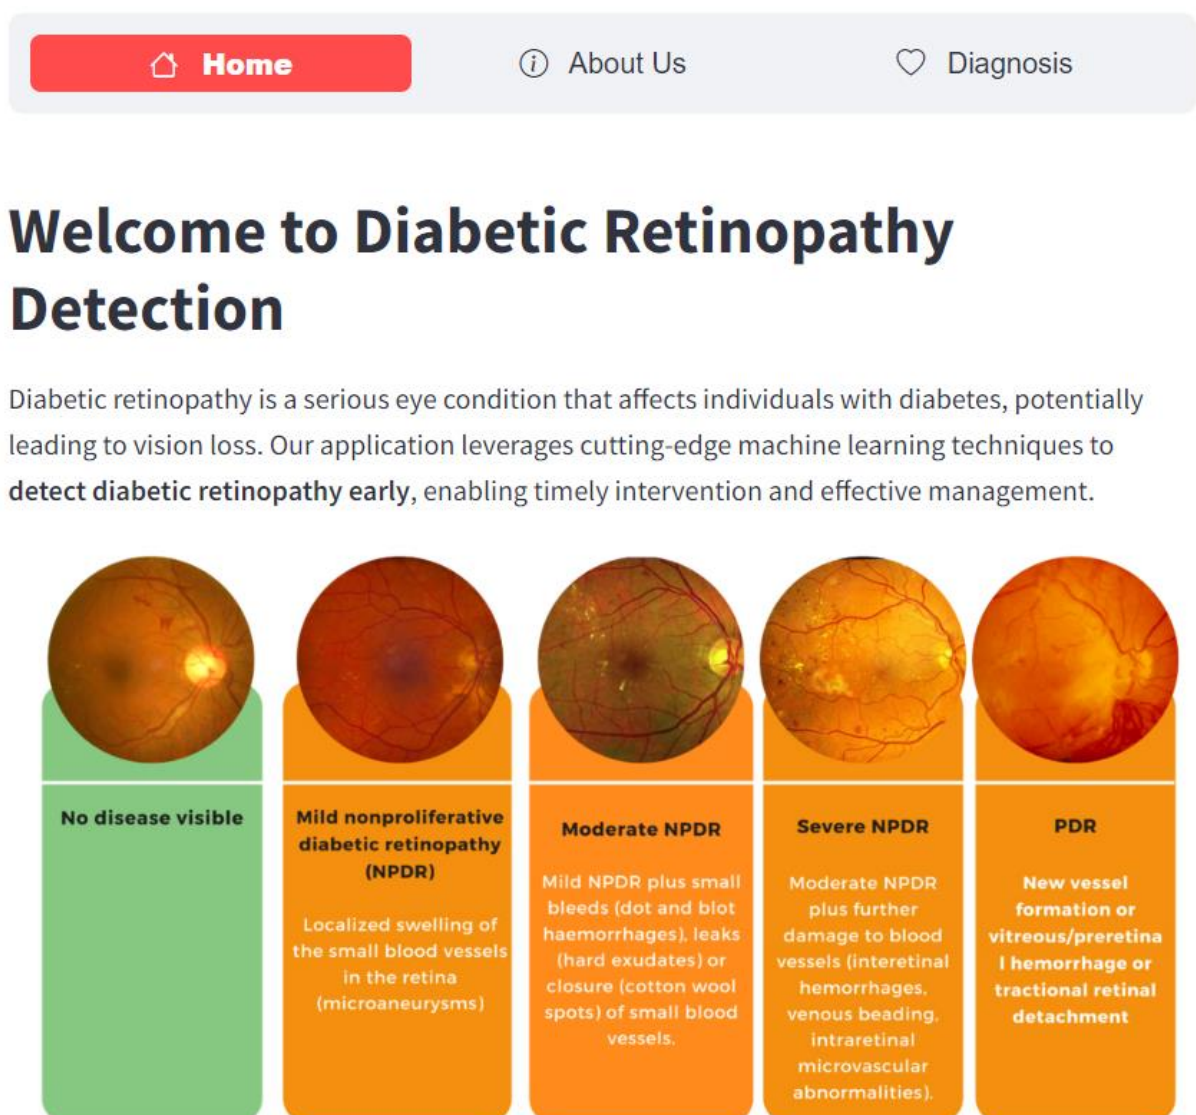 Home
About Us
Diagnosis
Welcome to Diabetic Retinopathy
Detection
Diabetic retinopathy is a serious eye condition that affects individuals with diabetes, potentially
leading to vision loss. Our application leverages cutting-edge machine learning techniques to
detect diabetic retinopathy early, enabling timely intervention and effective management.
No disease visible
Mild nonproliferative
diabetic retinopathy
(NPDR)
Localized swelling of
the small blood vessels
in the retina
(microaneurysms)
Moderate NPDR
Mild NPDR plus small
bleeds (dot and blot
haemorrhages), leaks
(hard exudates) or
closure (cotton wool
spots) of small blood
vessels.
Severe NPDR
Moderate NPDR
plus further
damage to blood
vessels (interetinal
hemorrhages,
venous beading,
intraretinal
microvascular
abnormalities).
PDR
New vessel
formation or
vitreous/preretina
l hemorrhage or
tractional retinal
detachment